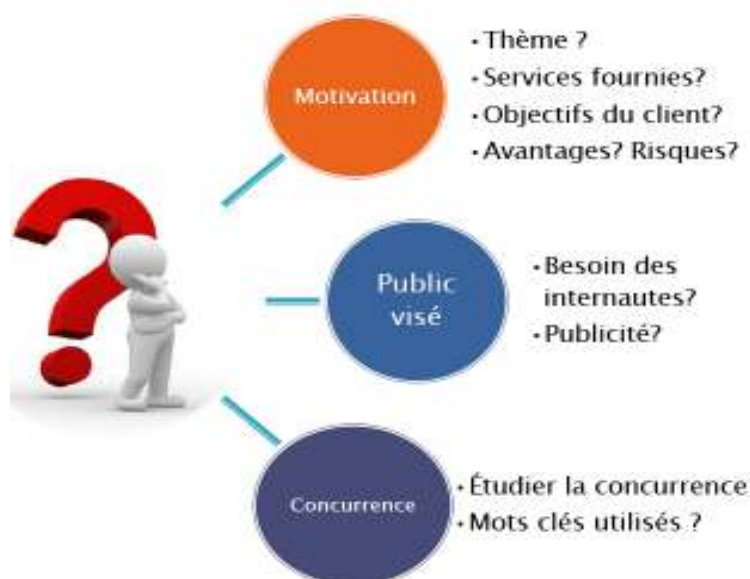 Motivation
• Thème ?
• Services fournies?
• Objectifs du client?
• Avantages? Risques?
Public
visé
• Besoin des
internautes?
• Publicité?
Concurrence
• Étudier la concurrence
• Mots clés utilisés ?